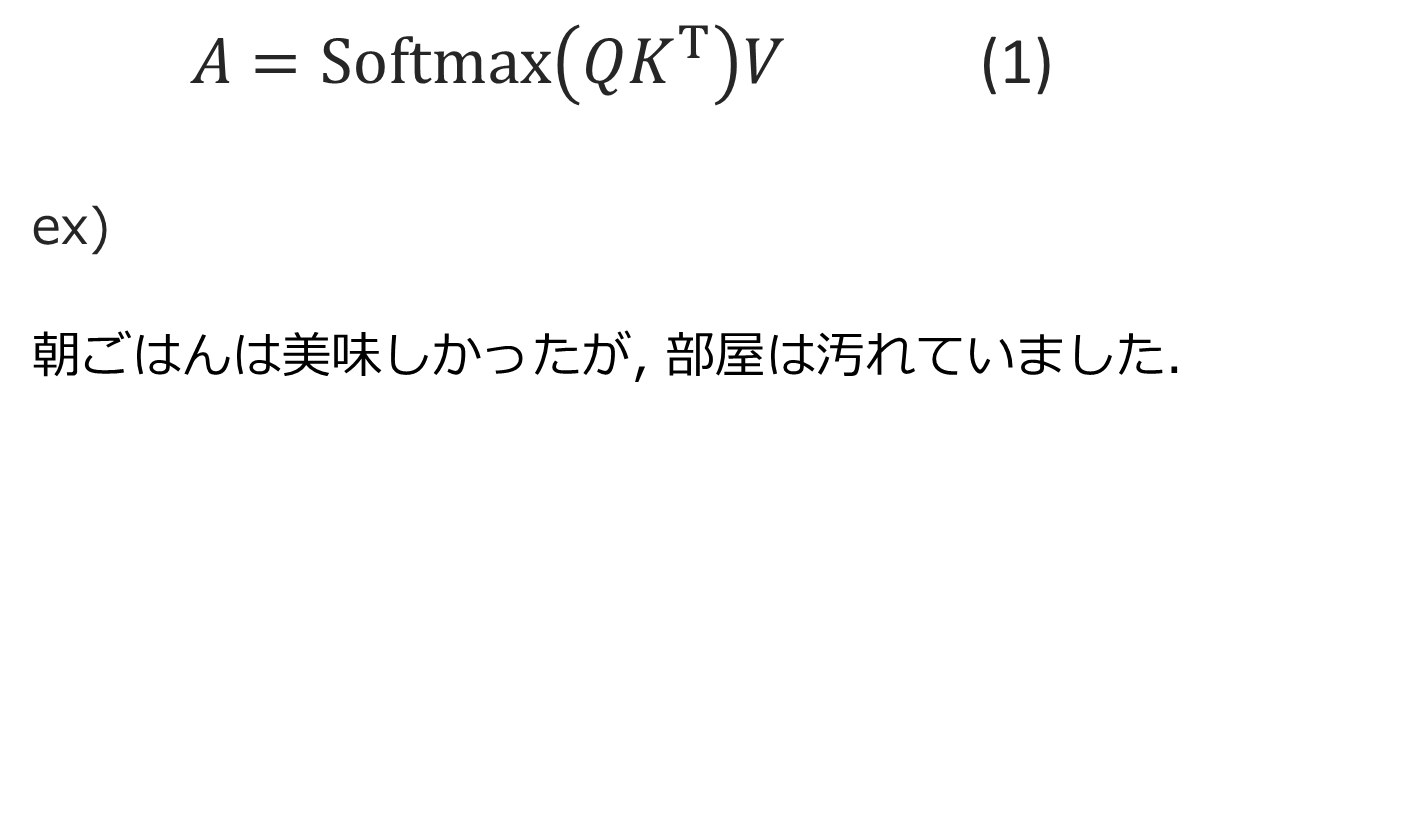 A = Softmax(QKᵀ)V (1)
ex)
朝ごはんは美味しかったが, 部屋は汚れていました.